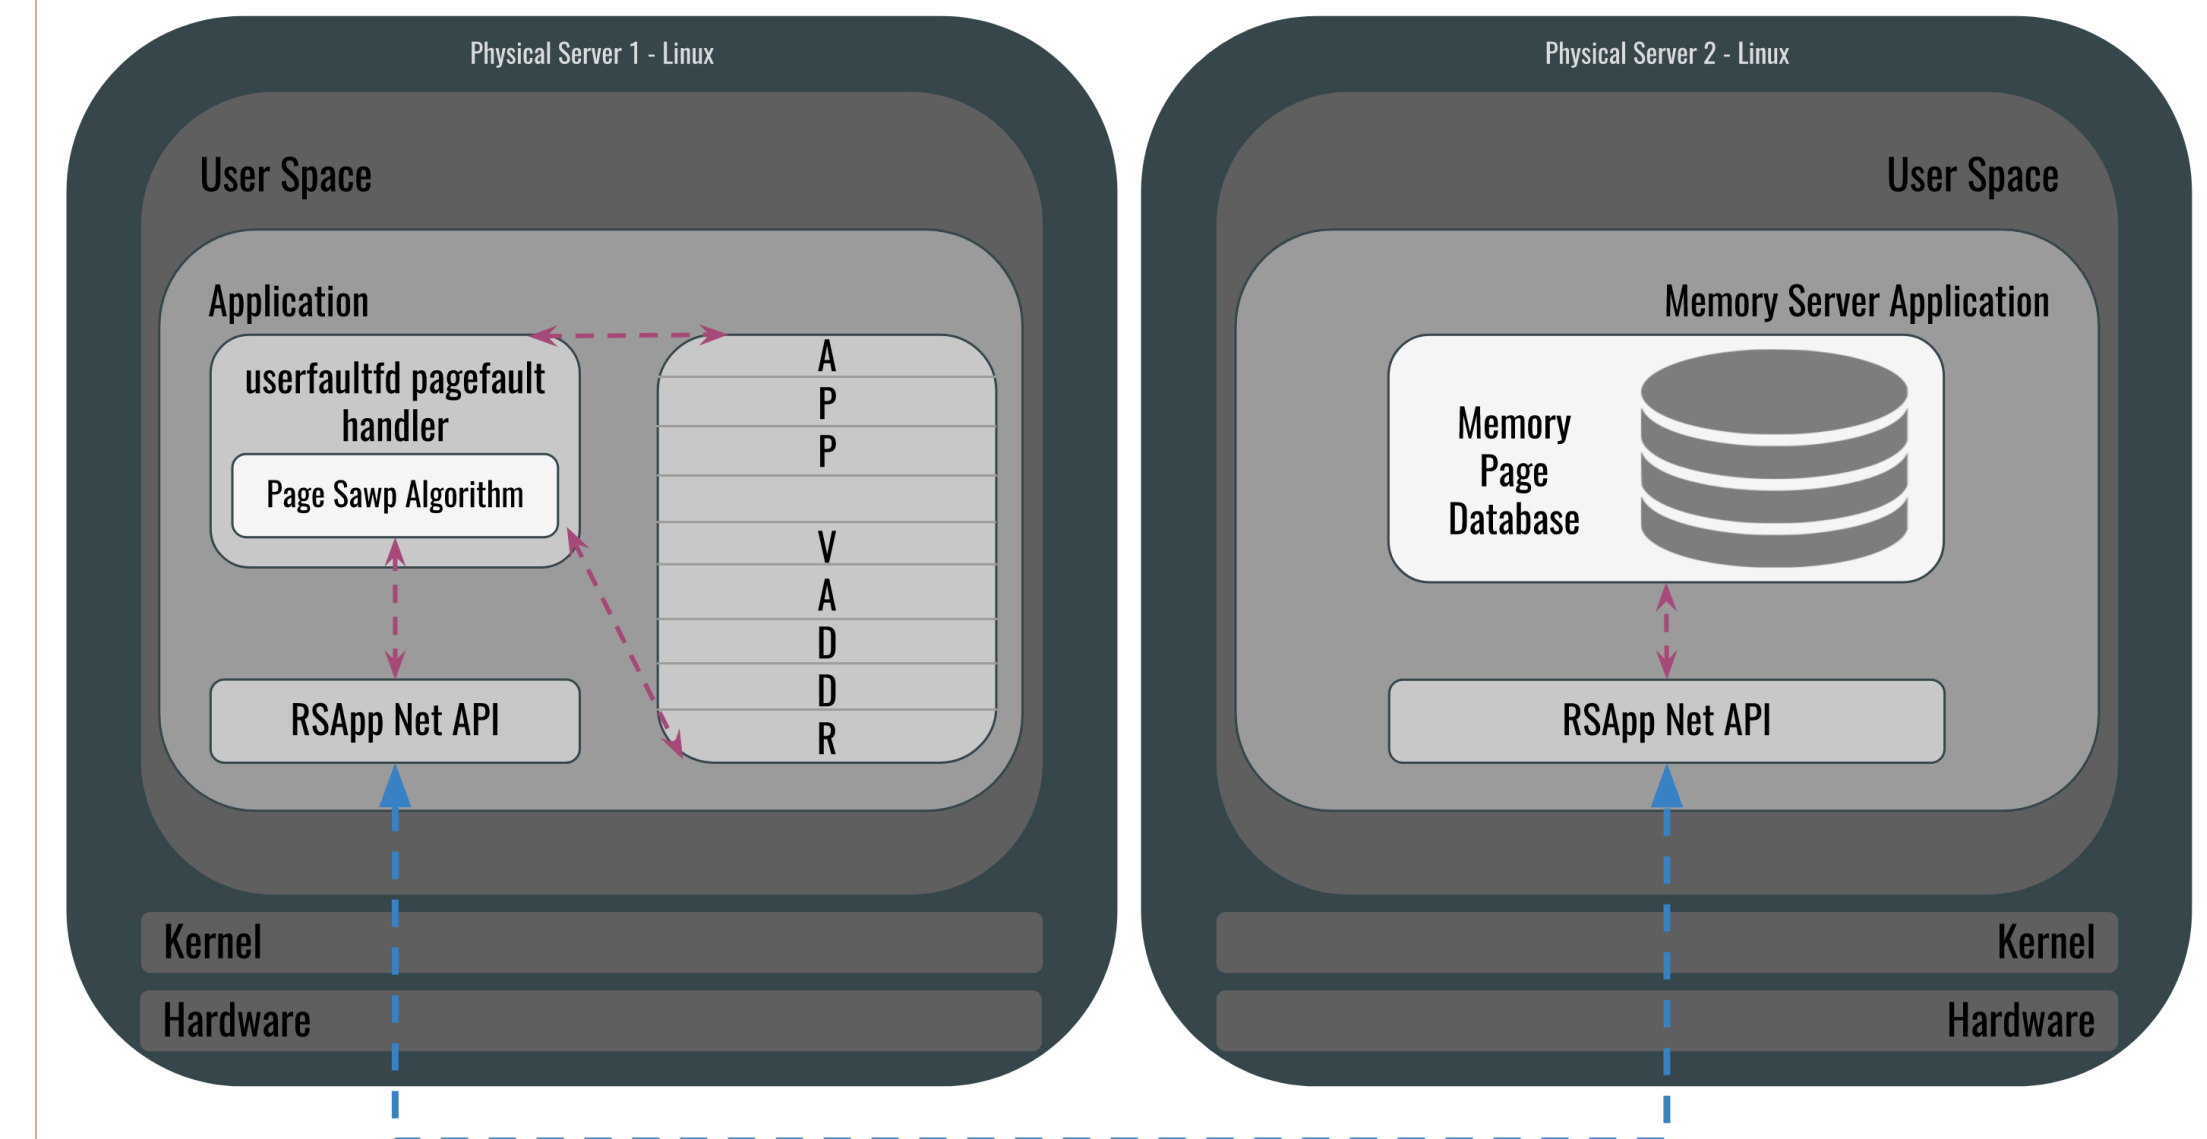 Physical Server 1 - Linux
User Space
Application
userfaultfd pagefault
handler
Page Sawp Algorithm
RSApp Net API
A
P
P
V
A
D
D
R
Kernel
Hardware
Physical Server 2 - Linux
User Space
Memory Server Application
Memory
Page
Database
RSApp Net API
Kernel
Hardware